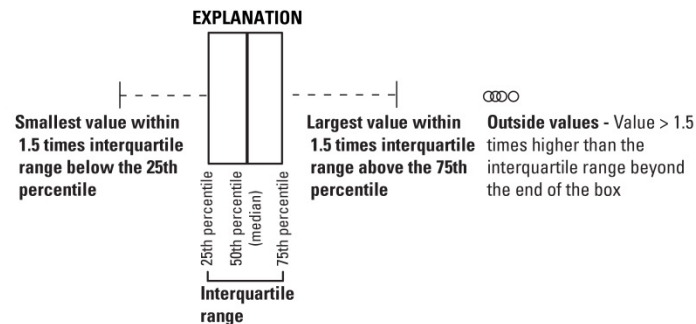 EXPLANATION
Smallest value within
1.5 times interquartile
range below the 25th
percentile
Largest value within
1.5 times interquartile
range above the 75th
percentile
Outside values - Value > 1.5
times higher than the
interquartile range beyond
the end of the box
25th percentile
50th percentile
(median)
75th percentile
Interquartile
range